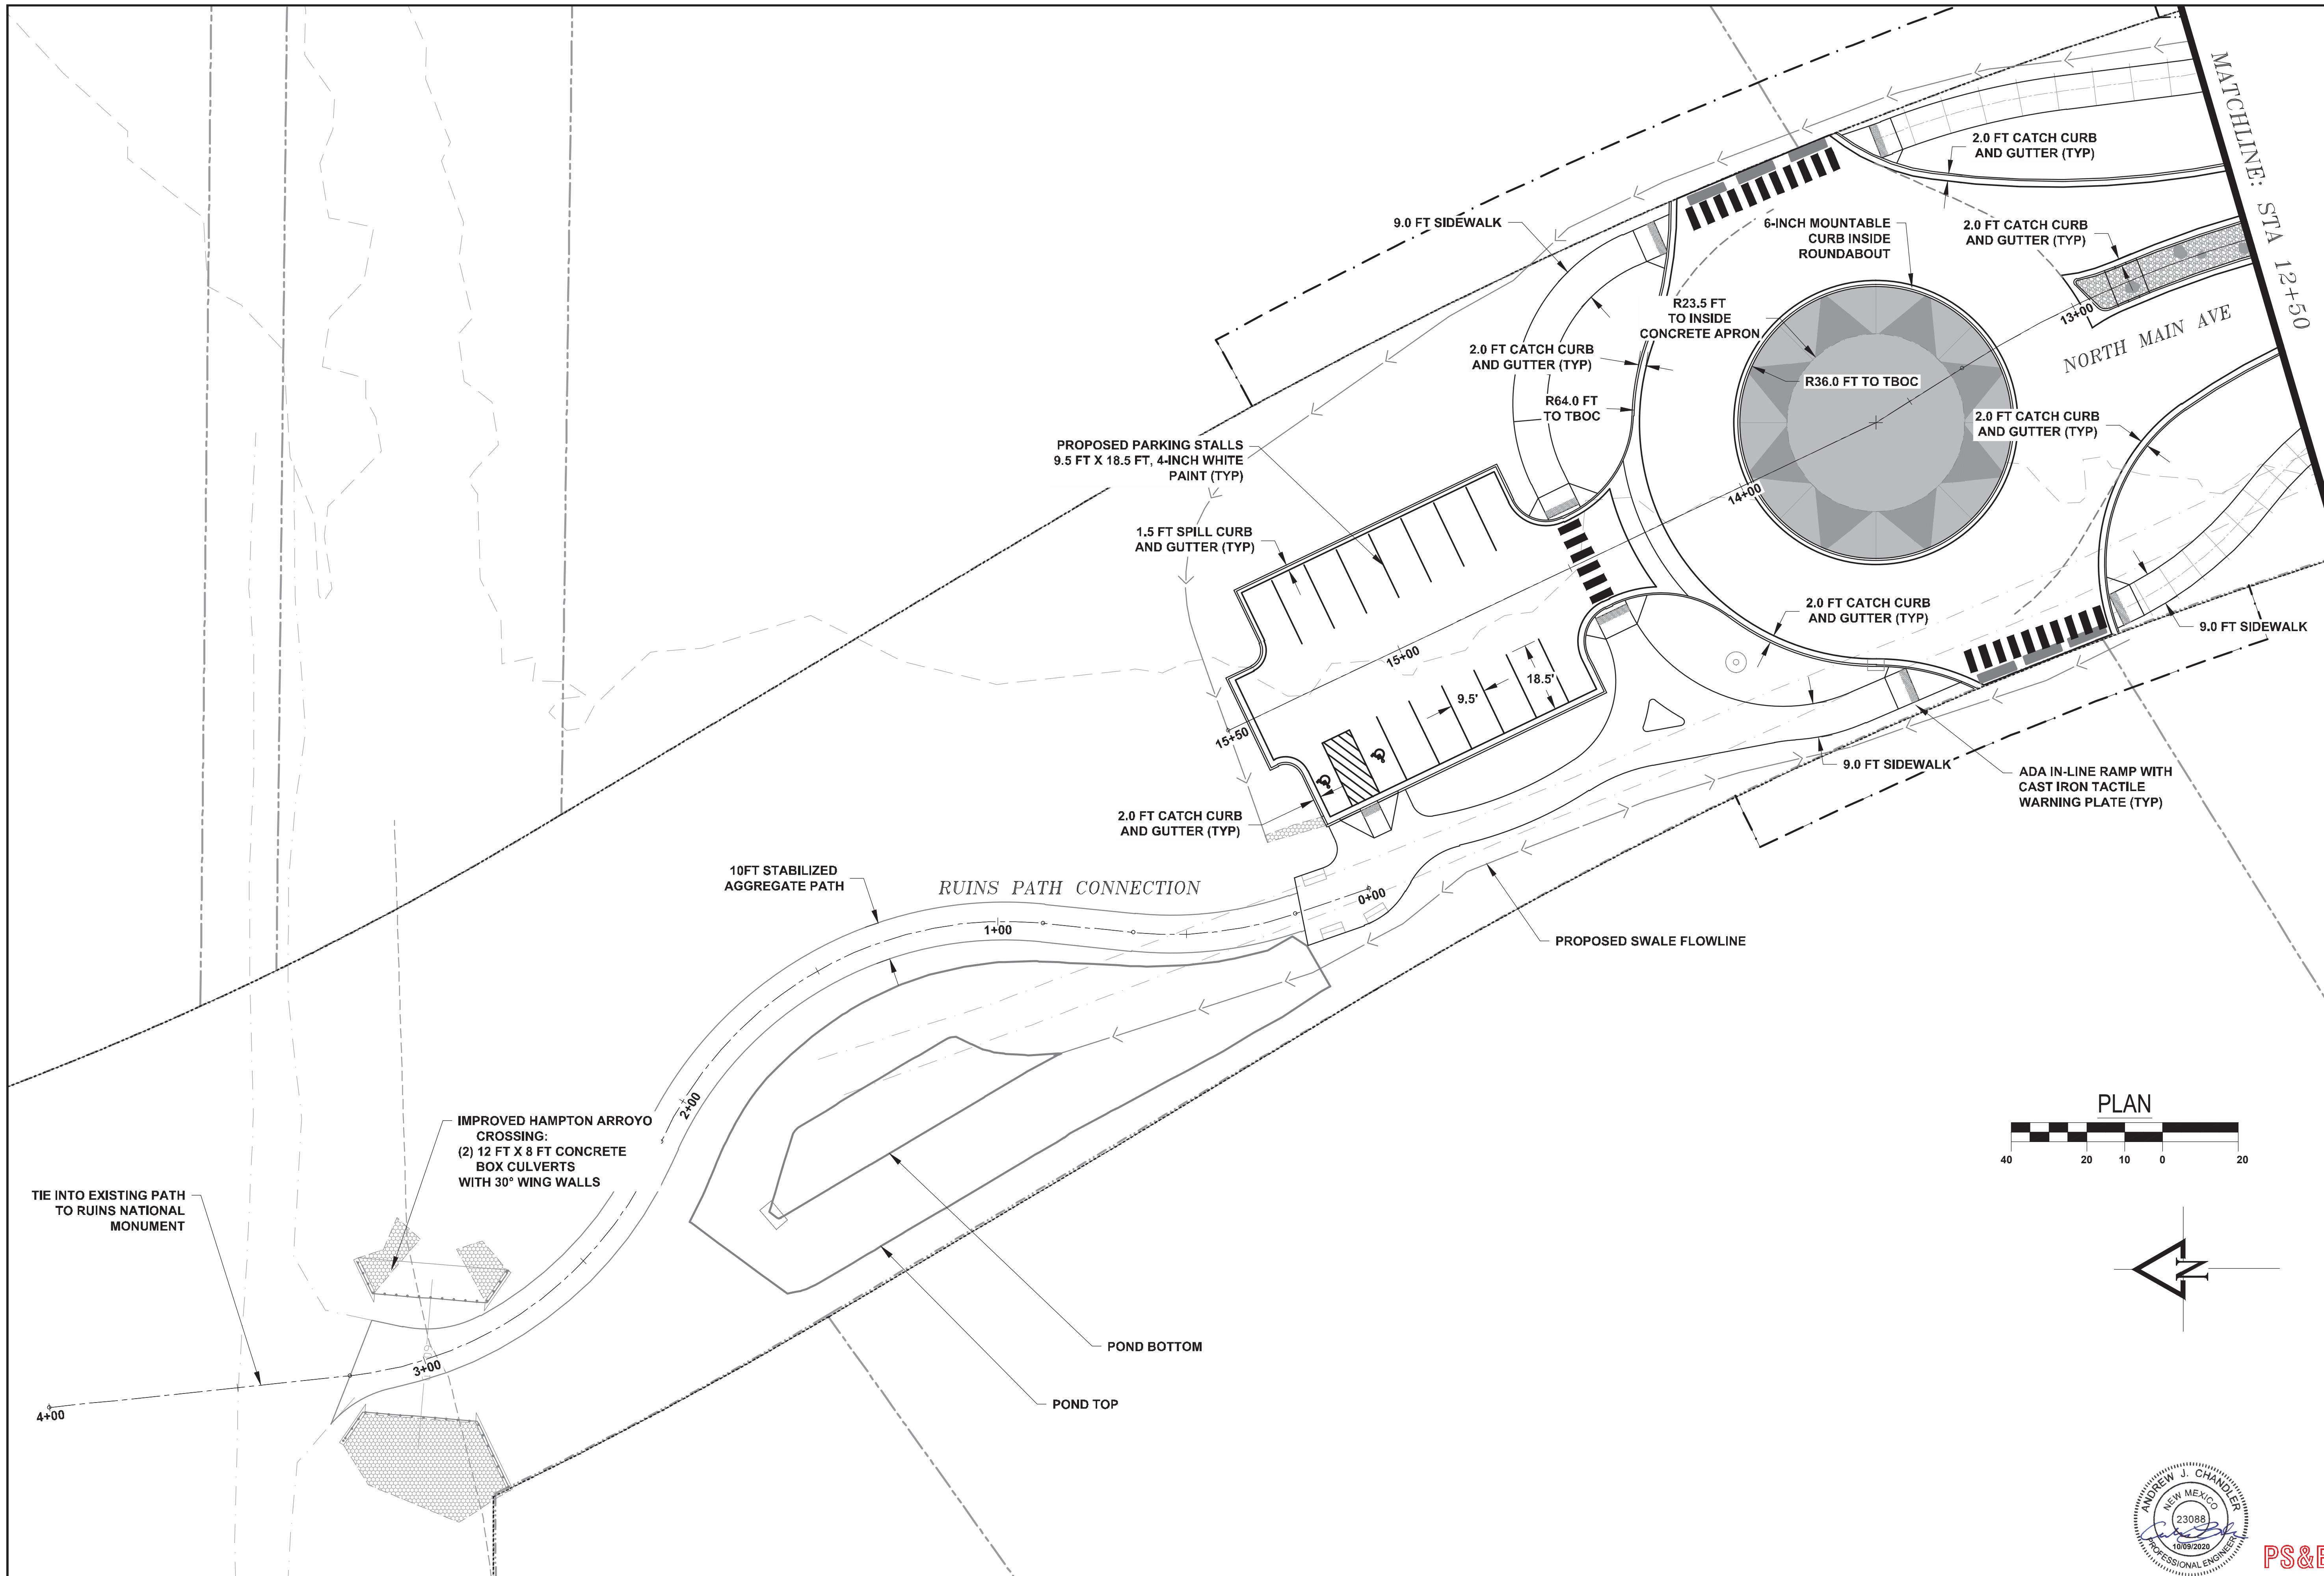 MATCHLINE: STA 12+50
2.0 FT CATCH CURB
AND GUTTER (TYP)
9.0 FT SIDEWALK
6-INCH MOUNTABLE
CURB INSIDE
ROUNDABOUT
2.0 FT CATCH CURB
AND GUTTER (TYP)
R23.5 FT
TO INSIDE
CONCRETE APRON
13+00
NORTH MAIN AVE
2.0 FT CATCH CURB
AND GUTTER (TYP)
R36.0 FT TO TBOC
R64.0 FT
TO TBOC
2.0 FT CATCH CURB
AND GUTTER (TYP)
PROPOSED PARKING STALLS
9.5 FT X 18.5 FT, 4-INCH WHITE
PAINT (TYP)
14+00
1.5 FT SPILL CURB
AND GUTTER (TYP)
2.0 FT CATCH CURB
AND GUTTER (TYP)
9.0 FT SIDEWALK
15+00
18.5'
9.5'
15+50
9.0 FT SIDEWALK
ADA IN-LINE RAMP WITH
CAST IRON TACTILE
WARNING PLATE (TYP)
2.0 FT CATCH CURB
AND GUTTER (TYP)
10FT STABILIZED
AGGREGATE PATH
RUINS PATH CONNECTION
0+00
1+00
PROPOSED SWALE FLOWLINE
2+00
IMPROVED HAMPTON ARROYO
CROSSING:
(2) 12 FT X 8 FT CONCRETE
BOX CULVERTS
WITH 30° WING WALLS
TIE INTO EXISTING PATH
TO RUINS NATIONAL
MONUMENT
PLAN
40 20 10 0 20
N
POND BOTTOM
3+00
POND TOP
4+00
ANDREW J. CHANDLER
NEW MEXICO
23088
10/09/2020
PROFESSIONAL ENGINEER
PS&E